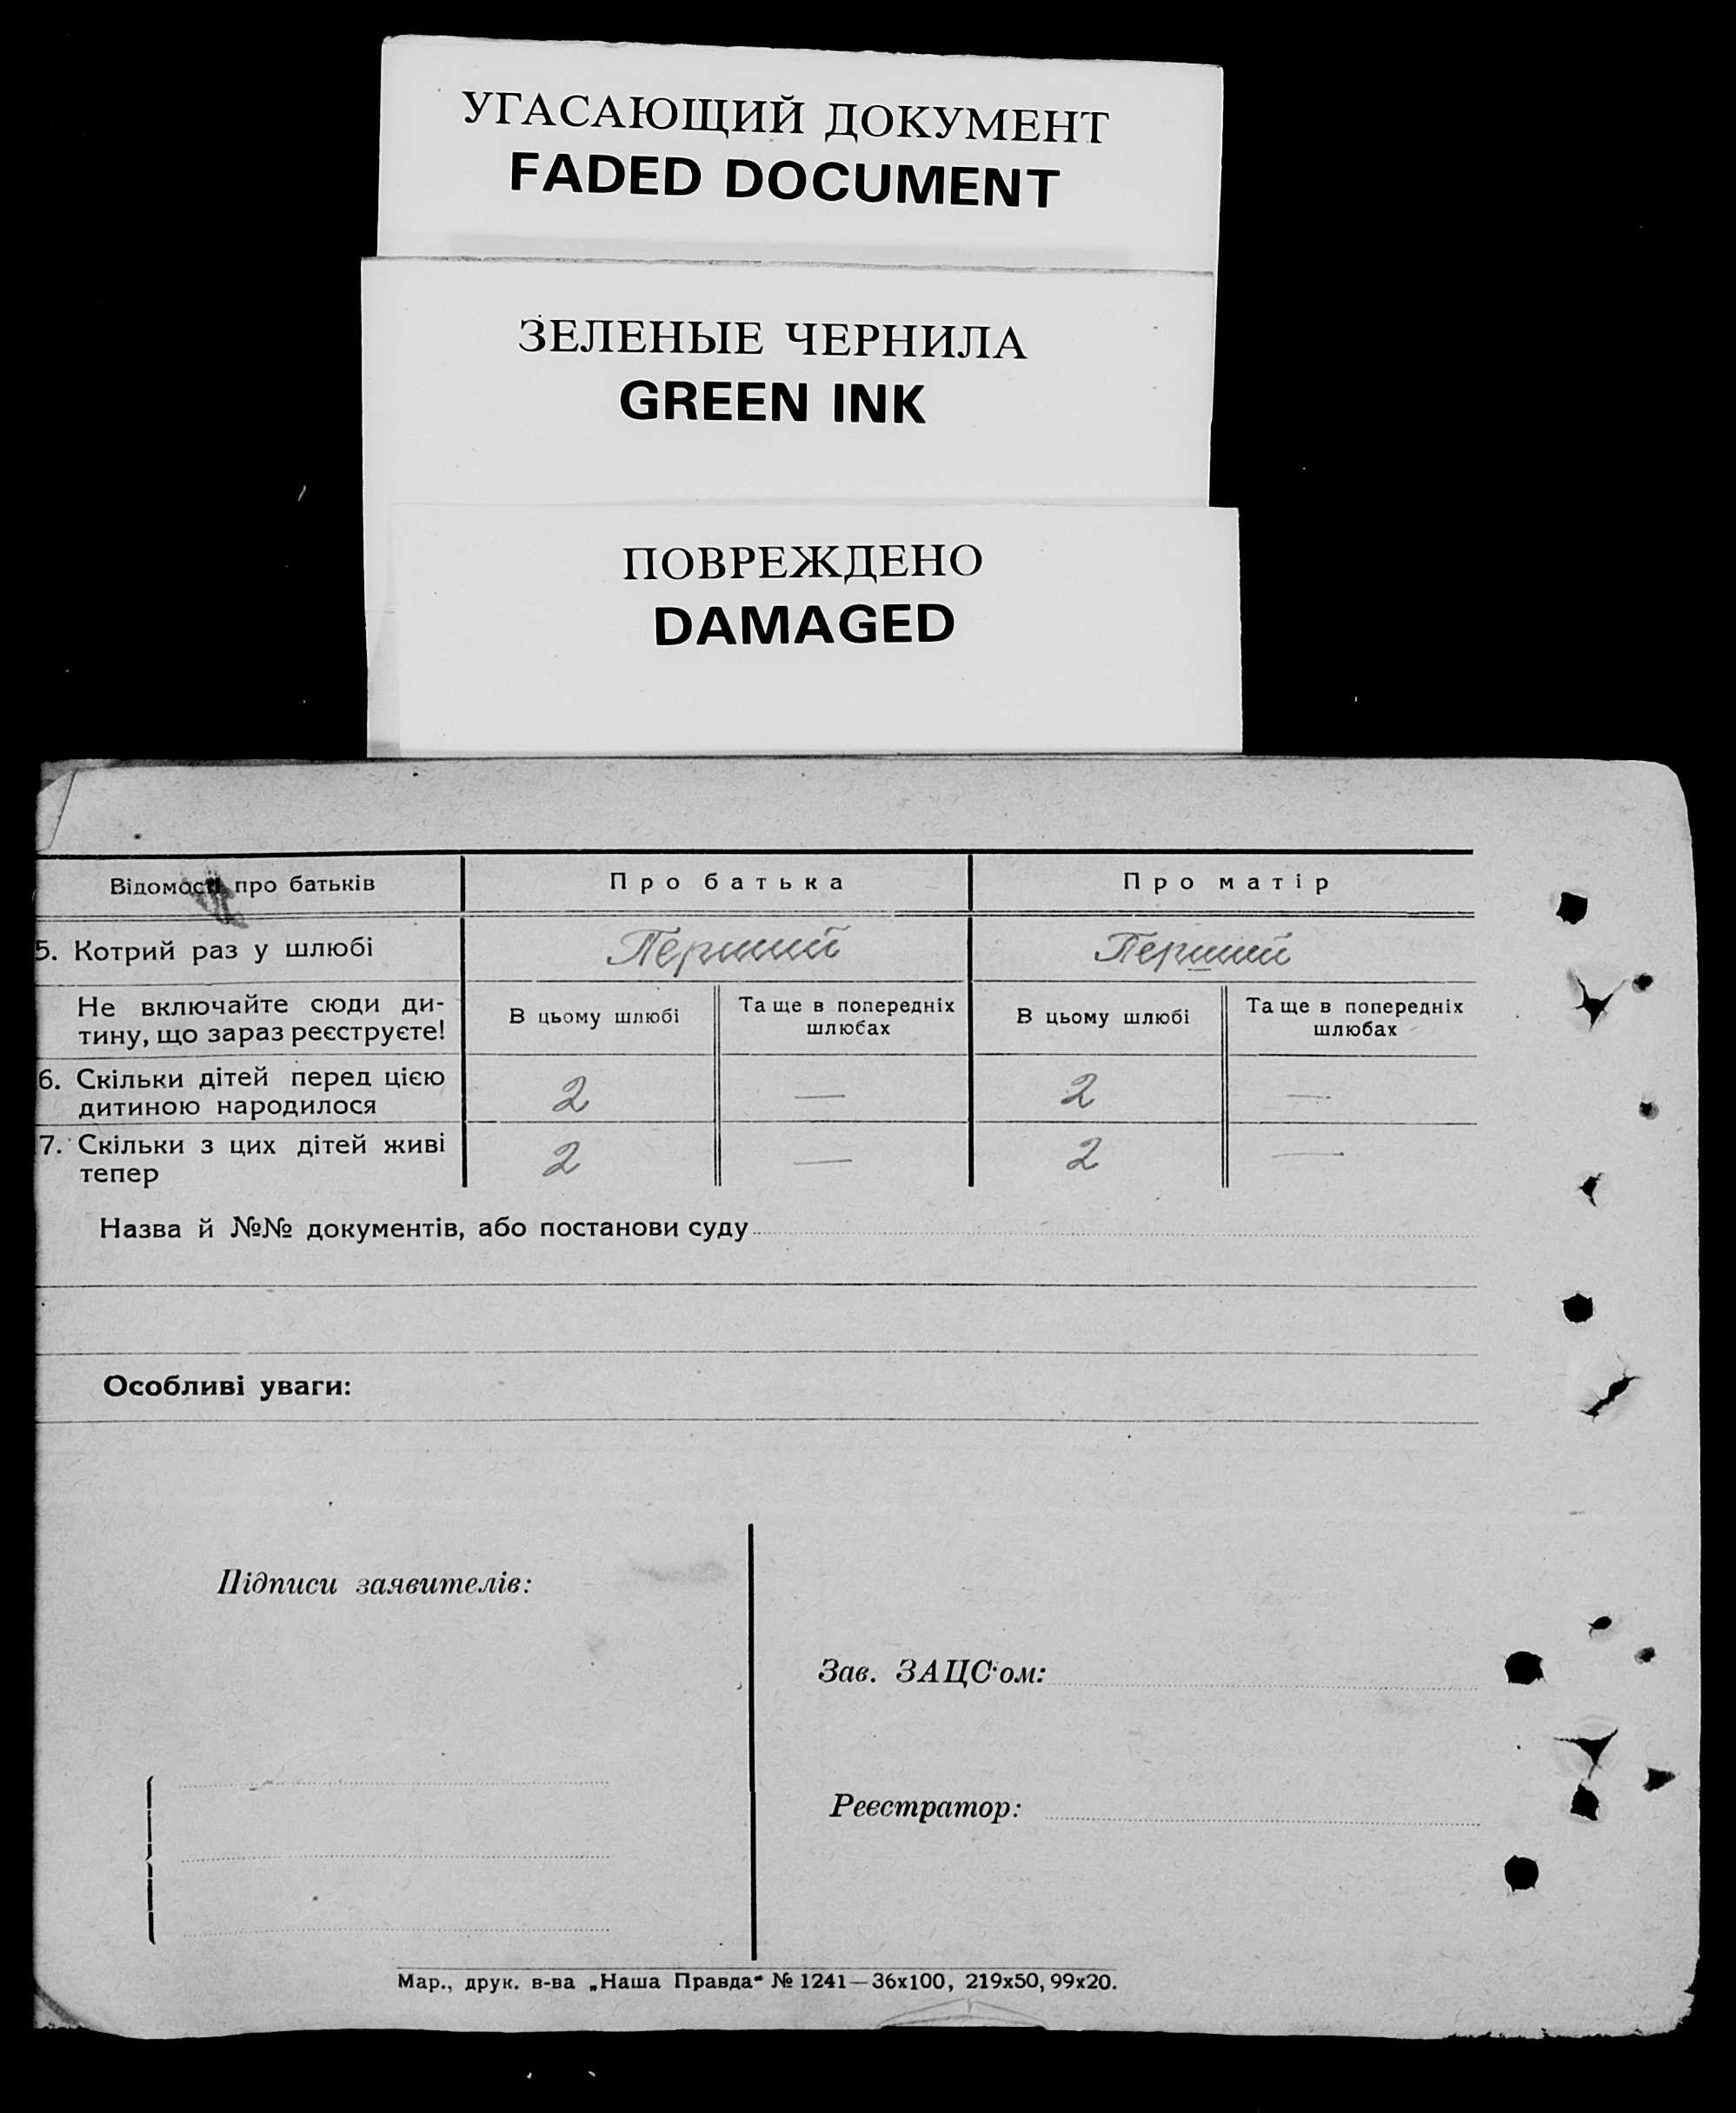 УГАСАЮЩИЙ ДОКУМЕНТ
FADED DOCUMENT
ЗЕЛЕНЫЕ ЧЕРНИЛА
GREEN INK
ПОВРЕЖДЕНО
DAMAGED
Відомості про батьків
Про батька
Про матір
5. Котрий раз у шлюбі
Перший
Перший
Не включайте сюди ди-
тину, що зараз реєструєте!
В цьому шлюбі
Та ще в попередніх
шлюбах
В цьому шлюбі
Та ще в попередніх
шлюбах
6. Скільки дітей перед цією
дитиною народилося
2
—
2
—
7. Скільки з цих дітей живі
тепер
2
—
2
—
Назва й №№ документів, або постанови суду
Особливі уваги:
Підписи заявителів:
Зав. ЗАЦС'ом:
Реєстратор:
Мар., друк. в-ва „Наша Правда“ № 1241—36х100, 219х50, 99х20.